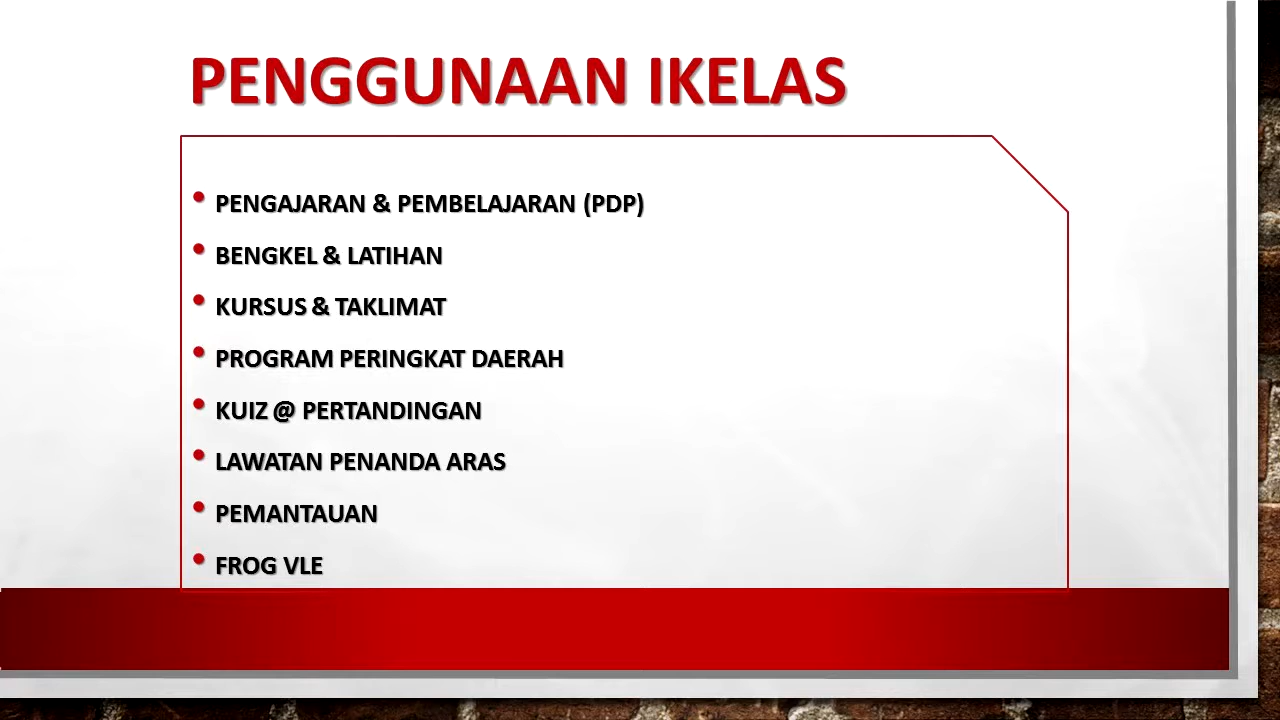 PENGGUNAAN IKELAS
• PENGAJARAN & PEMBELAJARAN (PDP)
• BENGKEL & LATIHAN
• KURSUS & TAKLIMAT
• PROGRAM PERINGKAT DAERAH
• KUIZ @ PERTANDINGAN
• LAWATAN PENANDA ARAS
• PEMANTAUAN
• FROG VLE